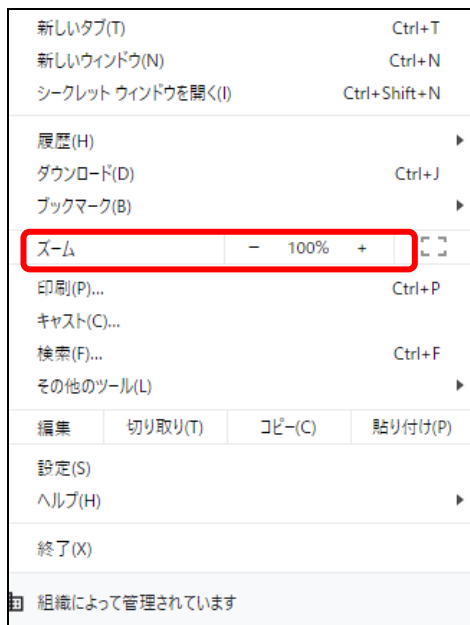 新しいタブ(T) Ctrl+T
新しいウィンドウ(N) Ctrl+N
シークレット ウィンドウを開く(I) Ctrl+Shift+N
履歴(H)
ダウンロード(D) Ctrl+J
ブックマーク(B)
ズーム − 100% +
印刷(P)... Ctrl+P
キャスト(C)...
検索(F)... Ctrl+F
その他のツール(L)
編集 切り取り(T) コピー(C) 貼り付け(P)
設定(S)
ヘルプ(H)
終了(X)
組織によって管理されています